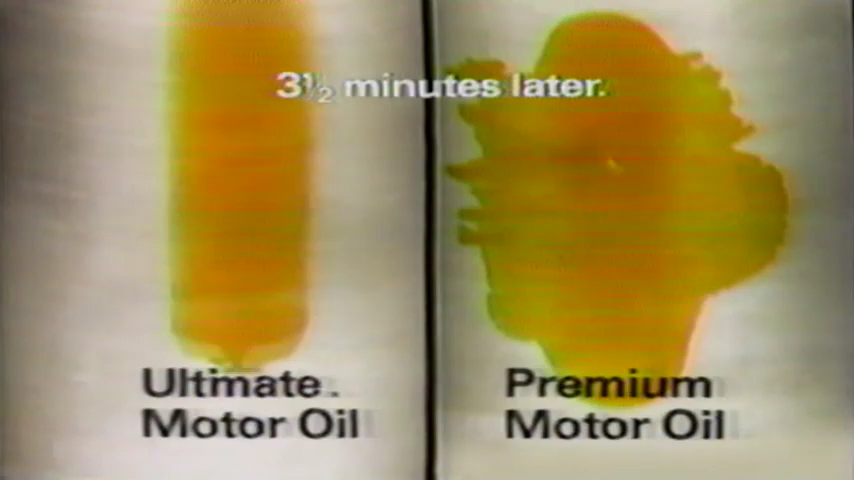 3½ minutes later.
Ultimate.
Motor Oil
Premium
Motor Oil